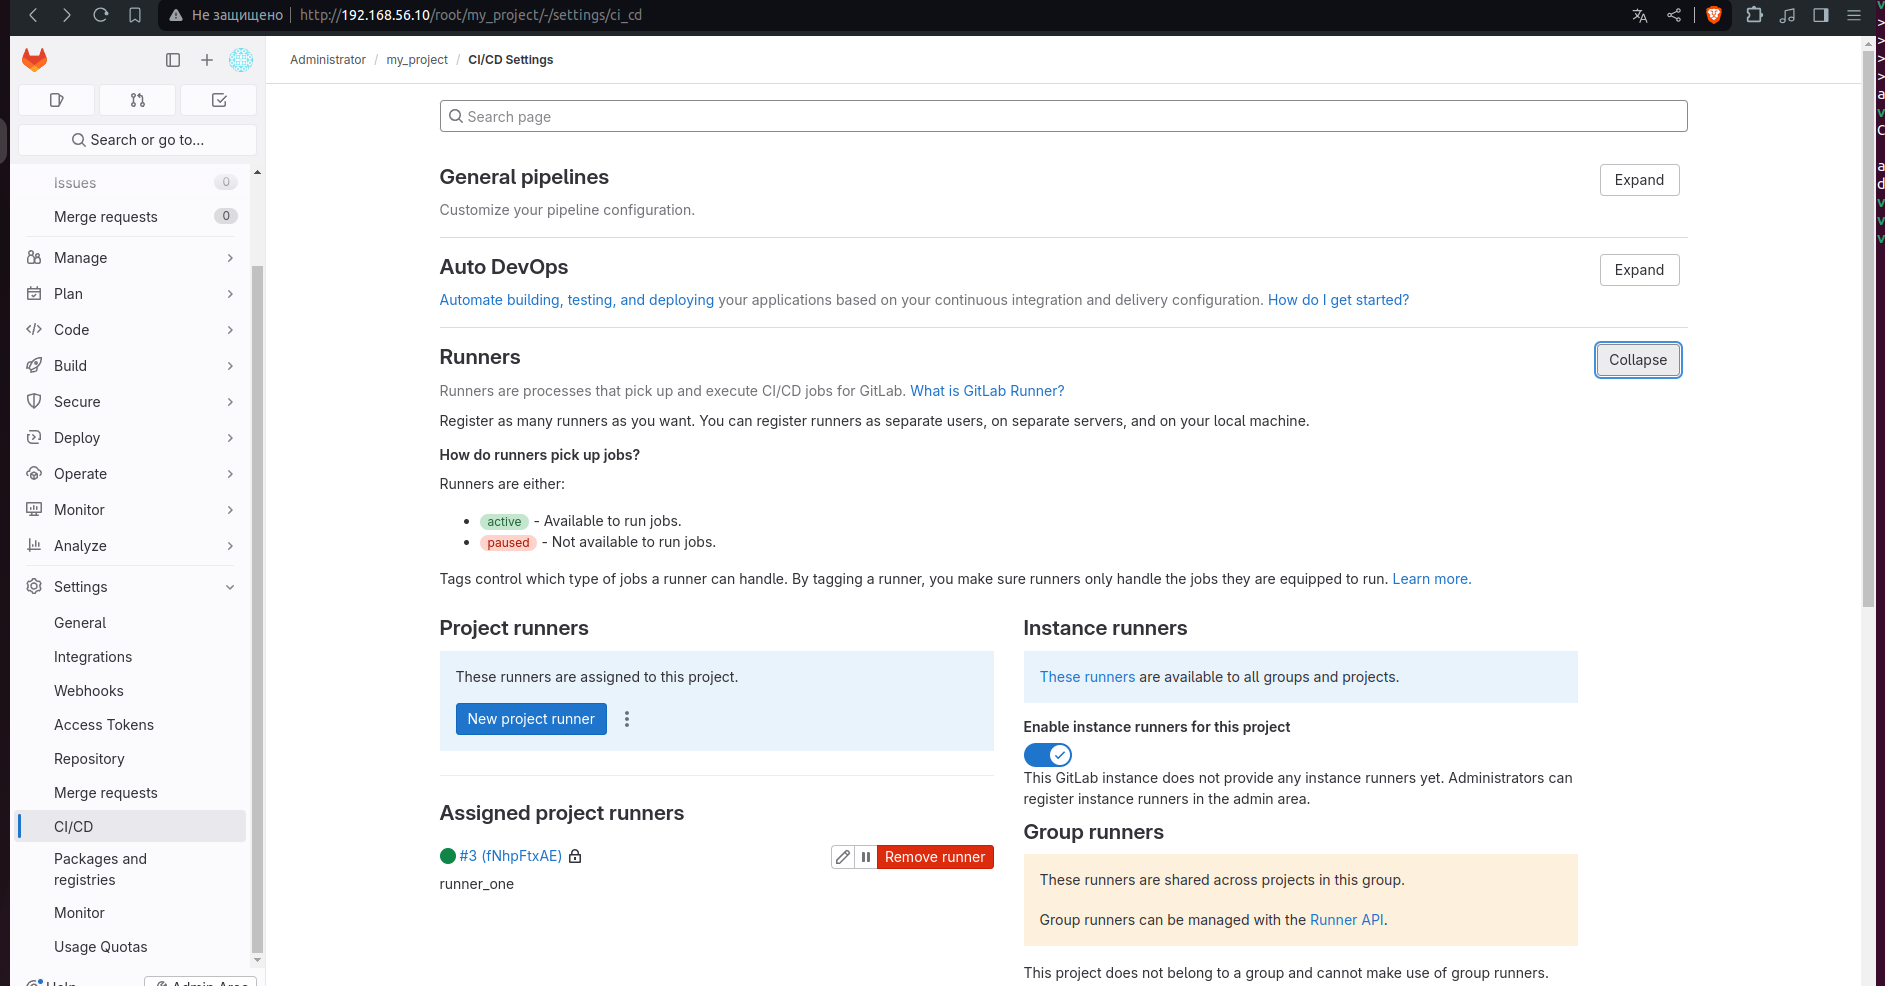 Не защищено http://192.168.56.10/root/my_project/-/settings/ci_cd
Administrator / my_project / CI/CD Settings
Search or go to...
Issues 0
Merge requests 0
Manage
Plan
Code
Build
Secure
Deploy
Operate
Monitor
Analyze
Settings
General
Integrations
Webhooks
Access Tokens
Repository
Merge requests
CI/CD
Packages and
registries
Monitor
Usage Quotas
Help
Admin Area
Search page
General pipelines
Expand
Customize your pipeline configuration.
Auto DevOps
Expand
Automate building, testing, and deploying your applications based on your continuous integration and delivery configuration. How do I get started?
Runners
Collapse
Runners are processes that pick up and execute CI/CD jobs for GitLab. What is GitLab Runner?
Register as many runners as you want. You can register runners as separate users, on separate servers, and on your local machine.
How do runners pick up jobs?
Runners are either:
• active - Available to run jobs.
• paused - Not available to run jobs.
Tags control which type of jobs a runner can handle. By tagging a runner, you make sure runners only handle the jobs they are equipped to run. Learn more.
Project runners
These runners are assigned to this project.
New project runner
Assigned project runners
#3 (fNhpFtxAE)
Remove runner
runner_one
Instance runners
These runners are available to all groups and projects.
Enable instance runners for this project
This GitLab instance does not provide any instance runners yet. Administrators can
register instance runners in the admin area.
Group runners
These runners are shared across projects in this group.
Group runners can be managed with the Runner API.
This project does not belong to a group and cannot make use of group runners.